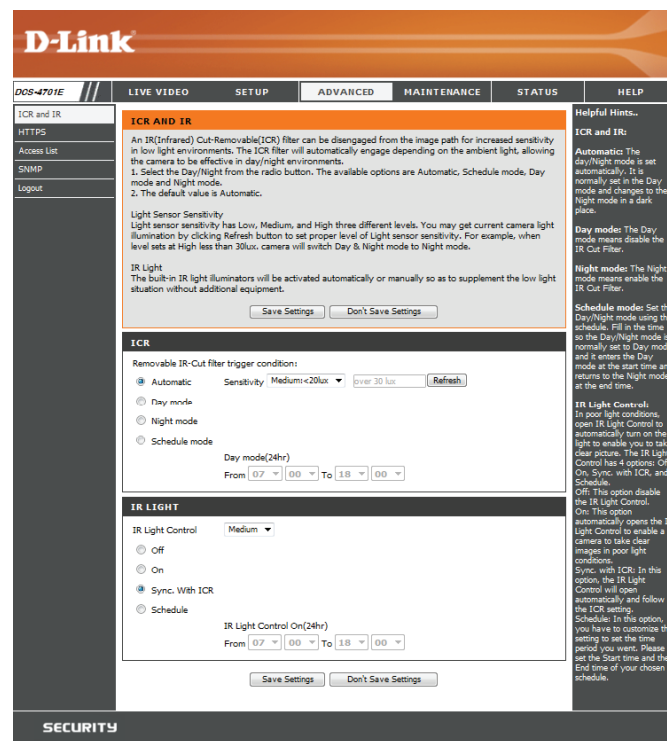 D-Link
DCS-4701E
LIVE VIDEO
SETUP
ADVANCED
MAINTENANCE
STATUS
HELP
ICR and IR
HTTPS
Access List
SNMP
Logout
ICR AND IR
An IR(Infrared) Cut-Removable(ICR) filter can be disengaged from the image path for increased sensitivity
in low light environments. The ICR filter will automatically engage depending on the ambient light, allowing
the camera to be effective in day/night environments.
1. Select the Day/Night from the radio button. The available options are Automatic, Schedule mode, Day
mode and Night mode.
2. The default value is Automatic.
Light Sensor Sensitivity
Light sensor sensitivity has Low, Medium, and High three different levels. You may get current camera light
illumination by clicking Refresh button to set proper level of Light sensor sensitivity. For example, when
level sets at High less than 30lux. camera will switch Day & Night mode to Night mode.
IR Light
The built-in IR light illuminators will be activated automatically or manually so as to supplement the low light
situation without additional equipment.
Save Settings
Don't Save Settings
ICR
Removable IR-Cut filter trigger condition:
Automatic Sensitivity Medium:<20lux over 30 lux Refresh
Day mode
Night mode
Schedule mode
Day mode(24hr)
From 07 00 To 18 00
IR LIGHT
IR Light Control Medium
Off
On
Sync. With ICR
Schedule
IR Light Control On(24hr)
From 07 00 To 18 00
Save Settings
Don't Save Settings
Helpful Hints..
ICR and IR:
Automatic: The
day/Night mode is set
automatically. It is
normally set in the Day
mode and changes to the
Night mode in a dark
place.
Day mode: The Day
mode means disable the
IR Cut Filter.
Night mode: The Night
mode means enable the
IR Cut Filter.
Schedule mode: Set th
Day/Night mode using th
schedule. Fill in the time
so the Day/Night mode is
normally set to Day mod
and it enters the Day
mode at the start time an
returns to the Night mode
at the end time.
IR Light Control:
In poor light conditions,
open IR Light Control to
automatically turn on the
light to enable you to tak
clear picture. The IR Light
Control has 4 options: Of
On, Sync. with ICR, and
Schedule.
Off: This option disable
the IR Light Control.
On: This option
automatically opens the I
Light Control to enable a
camera to take clear
images in poor light
conditions.
Sync. with ICR: In this
option, the IR Light
Control will open
automatically and follow
the ICR setting.
Schedule: In this option,
you have to customize th
setting to set the time
period you went. Please
set the Start time and the
End time of your chosen
schedule.
SECURITY